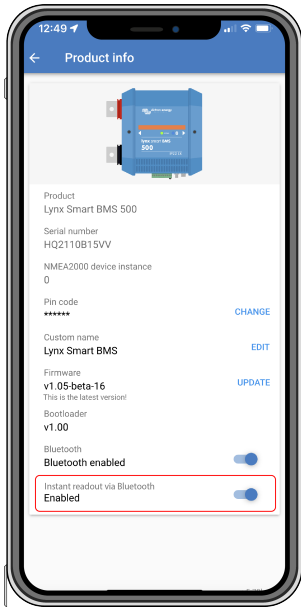 12:49
Product info
victron energy
lynx smart BMS
500
Product
Lynx Smart BMS 500
Serial number
HQ2110B15VV
NMEA2000 device instance
0
Pin code
****** CHANGE
Custom name
Lynx Smart BMS EDIT
Firmware
v1.05-beta-16 UPDATE
This is the latest version!
Bootloader
v1.00
Bluetooth
Bluetooth enabled
Instant readout via Bluetooth
Enabled